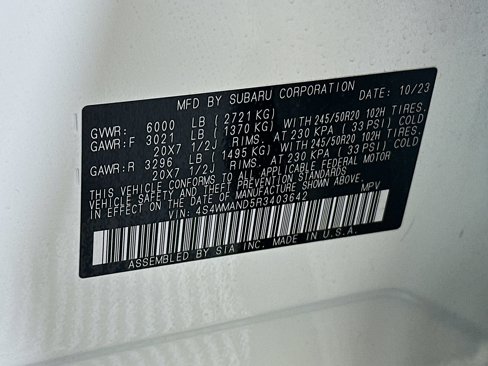 MFD BY SUBARU CORPORATION DATE: 10/23
GVWR: 6000 LB ( 2721 KG)
GAWR:F 3021 LB ( 1370 KG) WITH 245/50R20 102H TIRES.
20X7 1/2J RIMS. AT 230 KPA ( 33 PSI) COLD
GAWR:R 3296 LB ( 1495 KG) WITH 245/50R20 102H TIRES.
20X7 1/2J RIMS. AT 230 KPA ( 33 PSI) COLD
THIS VEHICLE CONFORMS TO ALL APPLICABLE FEDERAL MOTOR
VEHICLE SAFETY AND THEFT PREVENTION STANDARDS
IN EFFECT ON THE DATE OF MANUFACTURE SHOWN ABOVE.
VIN: 4S4WMAND5R3403642 MPV
ASSEMBLED BY SIA INC. MADE IN U.S.A.